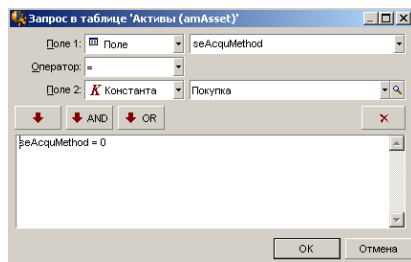 Запрос в таблице 'Активы (amAsset)'
Поле 1: Поле seAcquMethod
Оператор: =
Поле 2: K Константа Покупка
AND OR
seAcquMethod = 0
OK Отмена